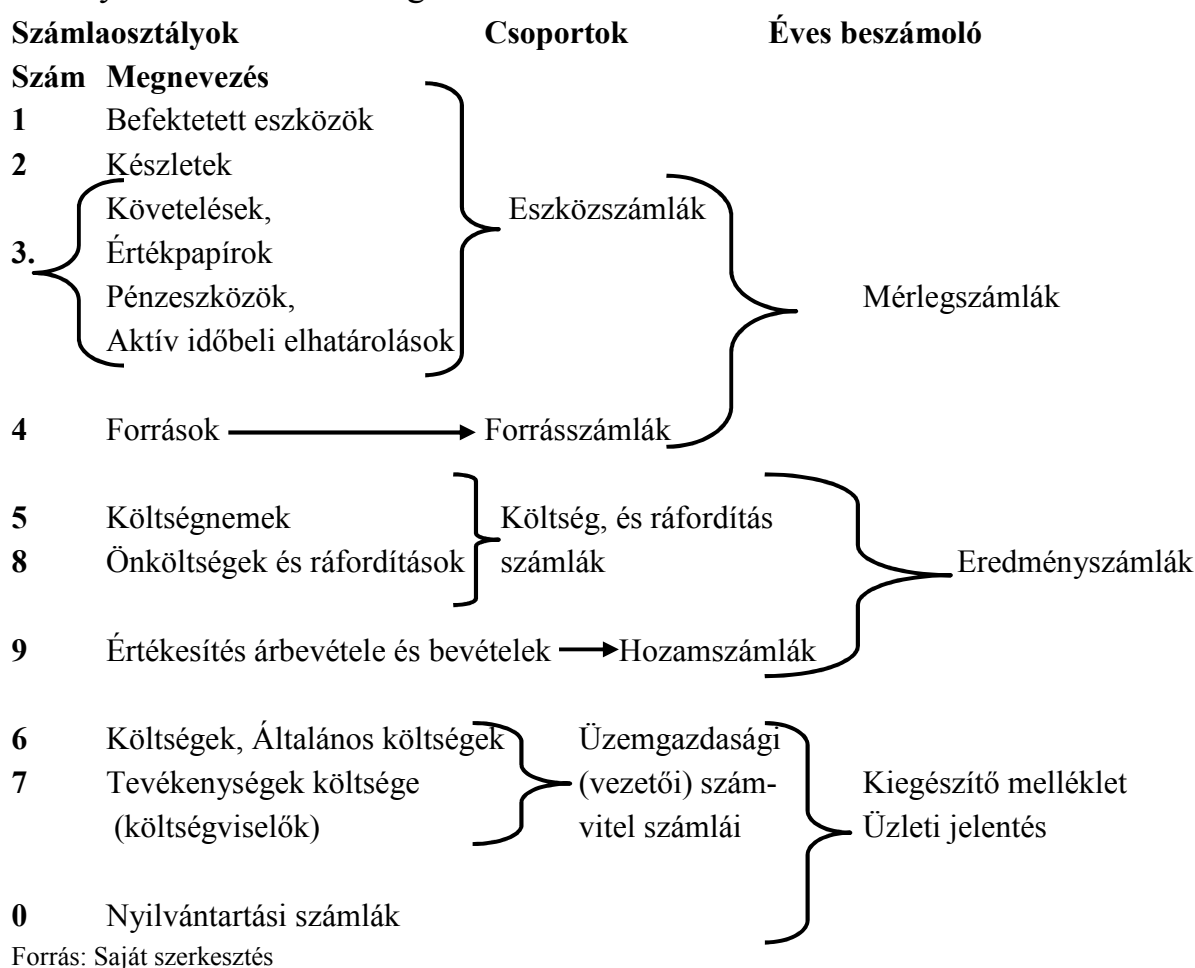 Számlaosztályok Csoportok Éves beszámoló
Szám Megnevezés
1 Befektetett eszközök
2 Készletek
Követelések, Eszközszámlák
3. Értékpapírok
Pénzeszközök, Mérlegszámlák
Aktív időbeli elhatárolások
4 Források Forrásszámlák
5 Költségnemek Költség, és ráfordítás
8 Önköltségek és ráfordítások számlák Eredményszámlák
9 Értékesítés árbevétele és bevételek Hozamszámlák
6 Költségek, Általános költségek Üzemgazdasági
7 Tevékenységek költsége (vezetői) szám- Kiegészítő melléklet
(költségviselők) vitel számlái Üzleti jelentés
0 Nyilvántartási számlák
Forrás: Saját szerkesztés